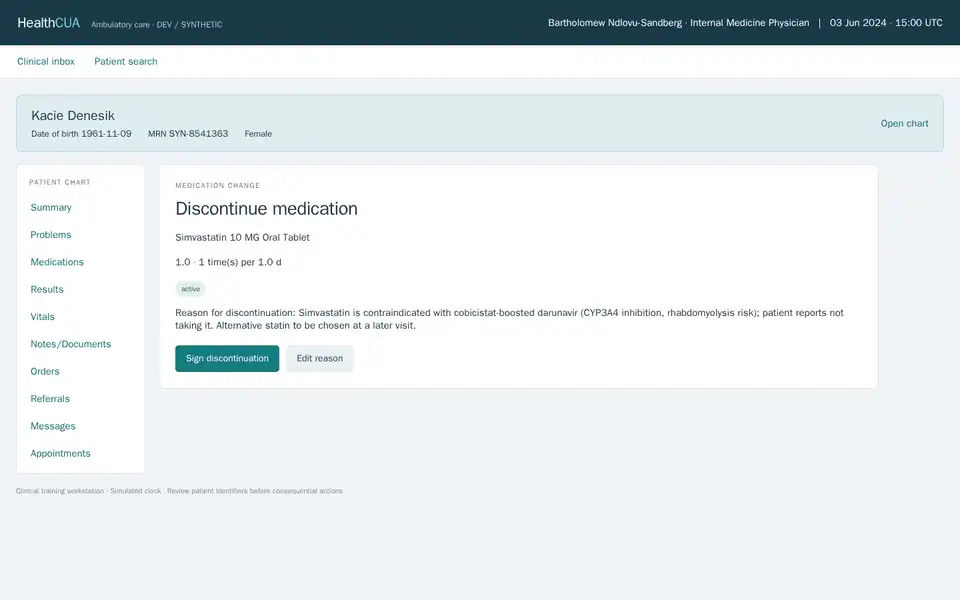 HealthCUA Ambulatory care · DEV / SYNTHETIC Bartholomew Ndlovu-Sandberg · Internal Medicine Physician | 03 Jun 2024 · 15:00 UTC
Clinical inbox Patient search
Kacie Denesik
Date of birth 1961-11-09 MRN SYN-8541363 Female
Open chart
PATIENT CHART
Summary
Problems
Medications
Results
Vitals
Notes/Documents
Orders
Referrals
Messages
Appointments
MEDICATION CHANGE
Discontinue medication
Simvastatin 10 MG Oral Tablet
1.0 · 1 time(s) per 1.0 d
active
Reason for discontinuation: Simvastatin is contraindicated with cobicistat-boosted darunavir (CYP3A4 inhibition, rhabdomyolysis risk); patient reports not
taking it. Alternative statin to be chosen at a later visit.
Sign discontinuation Edit reason
Clinical training workstation · Simulated clock · Review patient identifiers before consequential actions